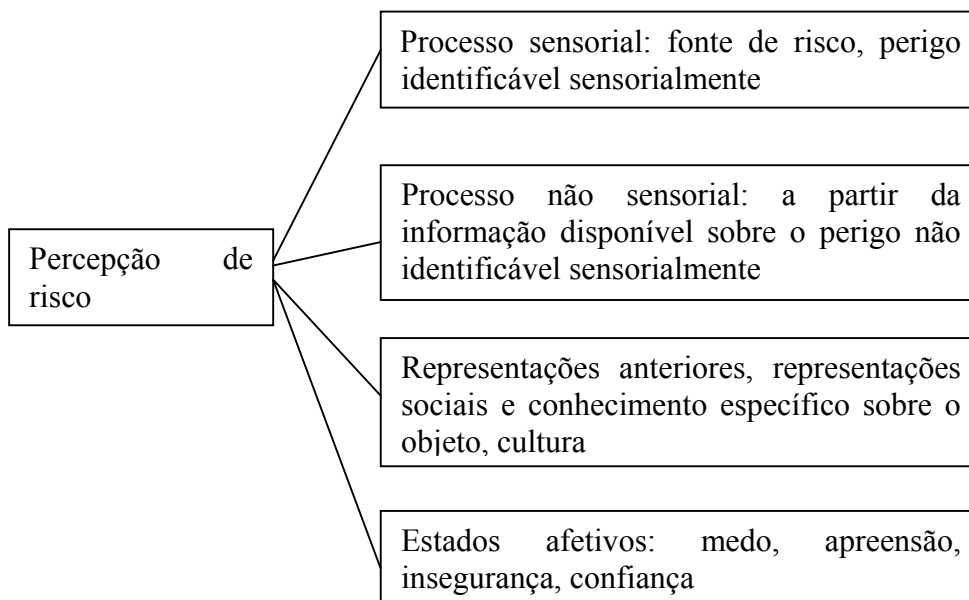 Percepção de
risco
Processo sensorial: fonte de risco, perigo
identificável sensorialmente
Processo não sensorial: a partir da
informação disponível sobre o perigo não
identificável sensorialmente
Representações anteriores, representações
sociais e conhecimento específico sobre o
objeto, cultura
Estados afetivos: medo, apreensão,
insegurança, confiança